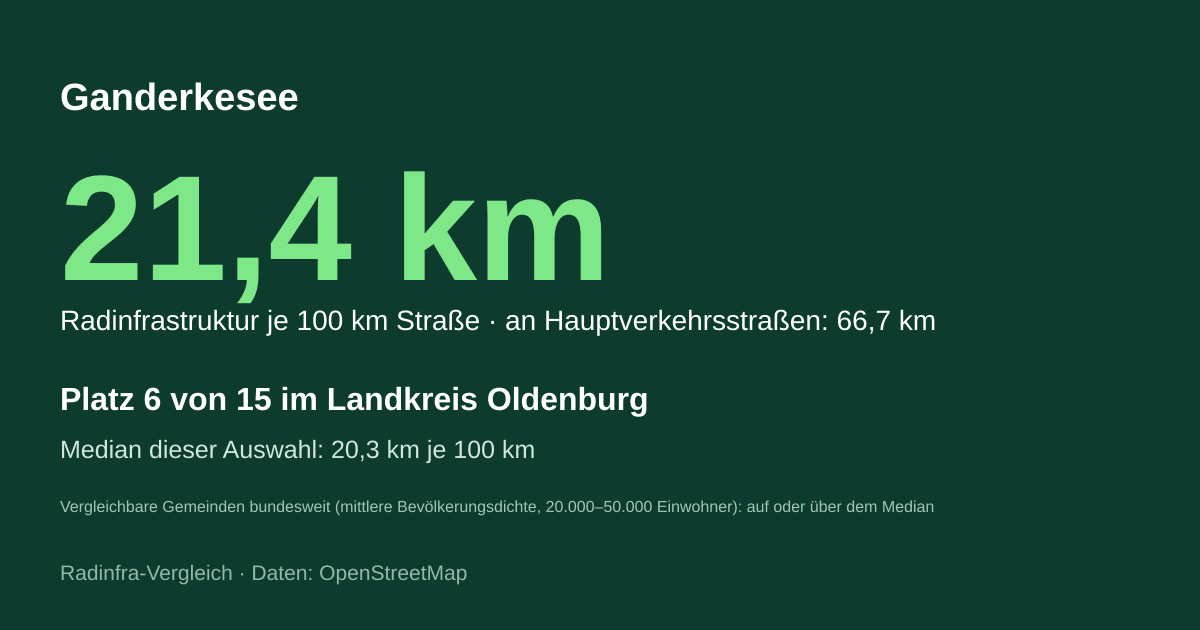 Ganderkesee
21,4 km
Radinfrastruktur je 100 km Straße · an Hauptverkehrsstraßen: 66,7 km
Platz 6 von 15 im Landkreis Oldenburg
Median dieser Auswahl: 20,3 km je 100 km
Vergleichbare Gemeinden bundesweit (mittlere Bevölkerungsdichte, 20.000–50.000 Einwohner): auf oder über dem Median
Radinfra-Vergleich · Daten: OpenStreetMap